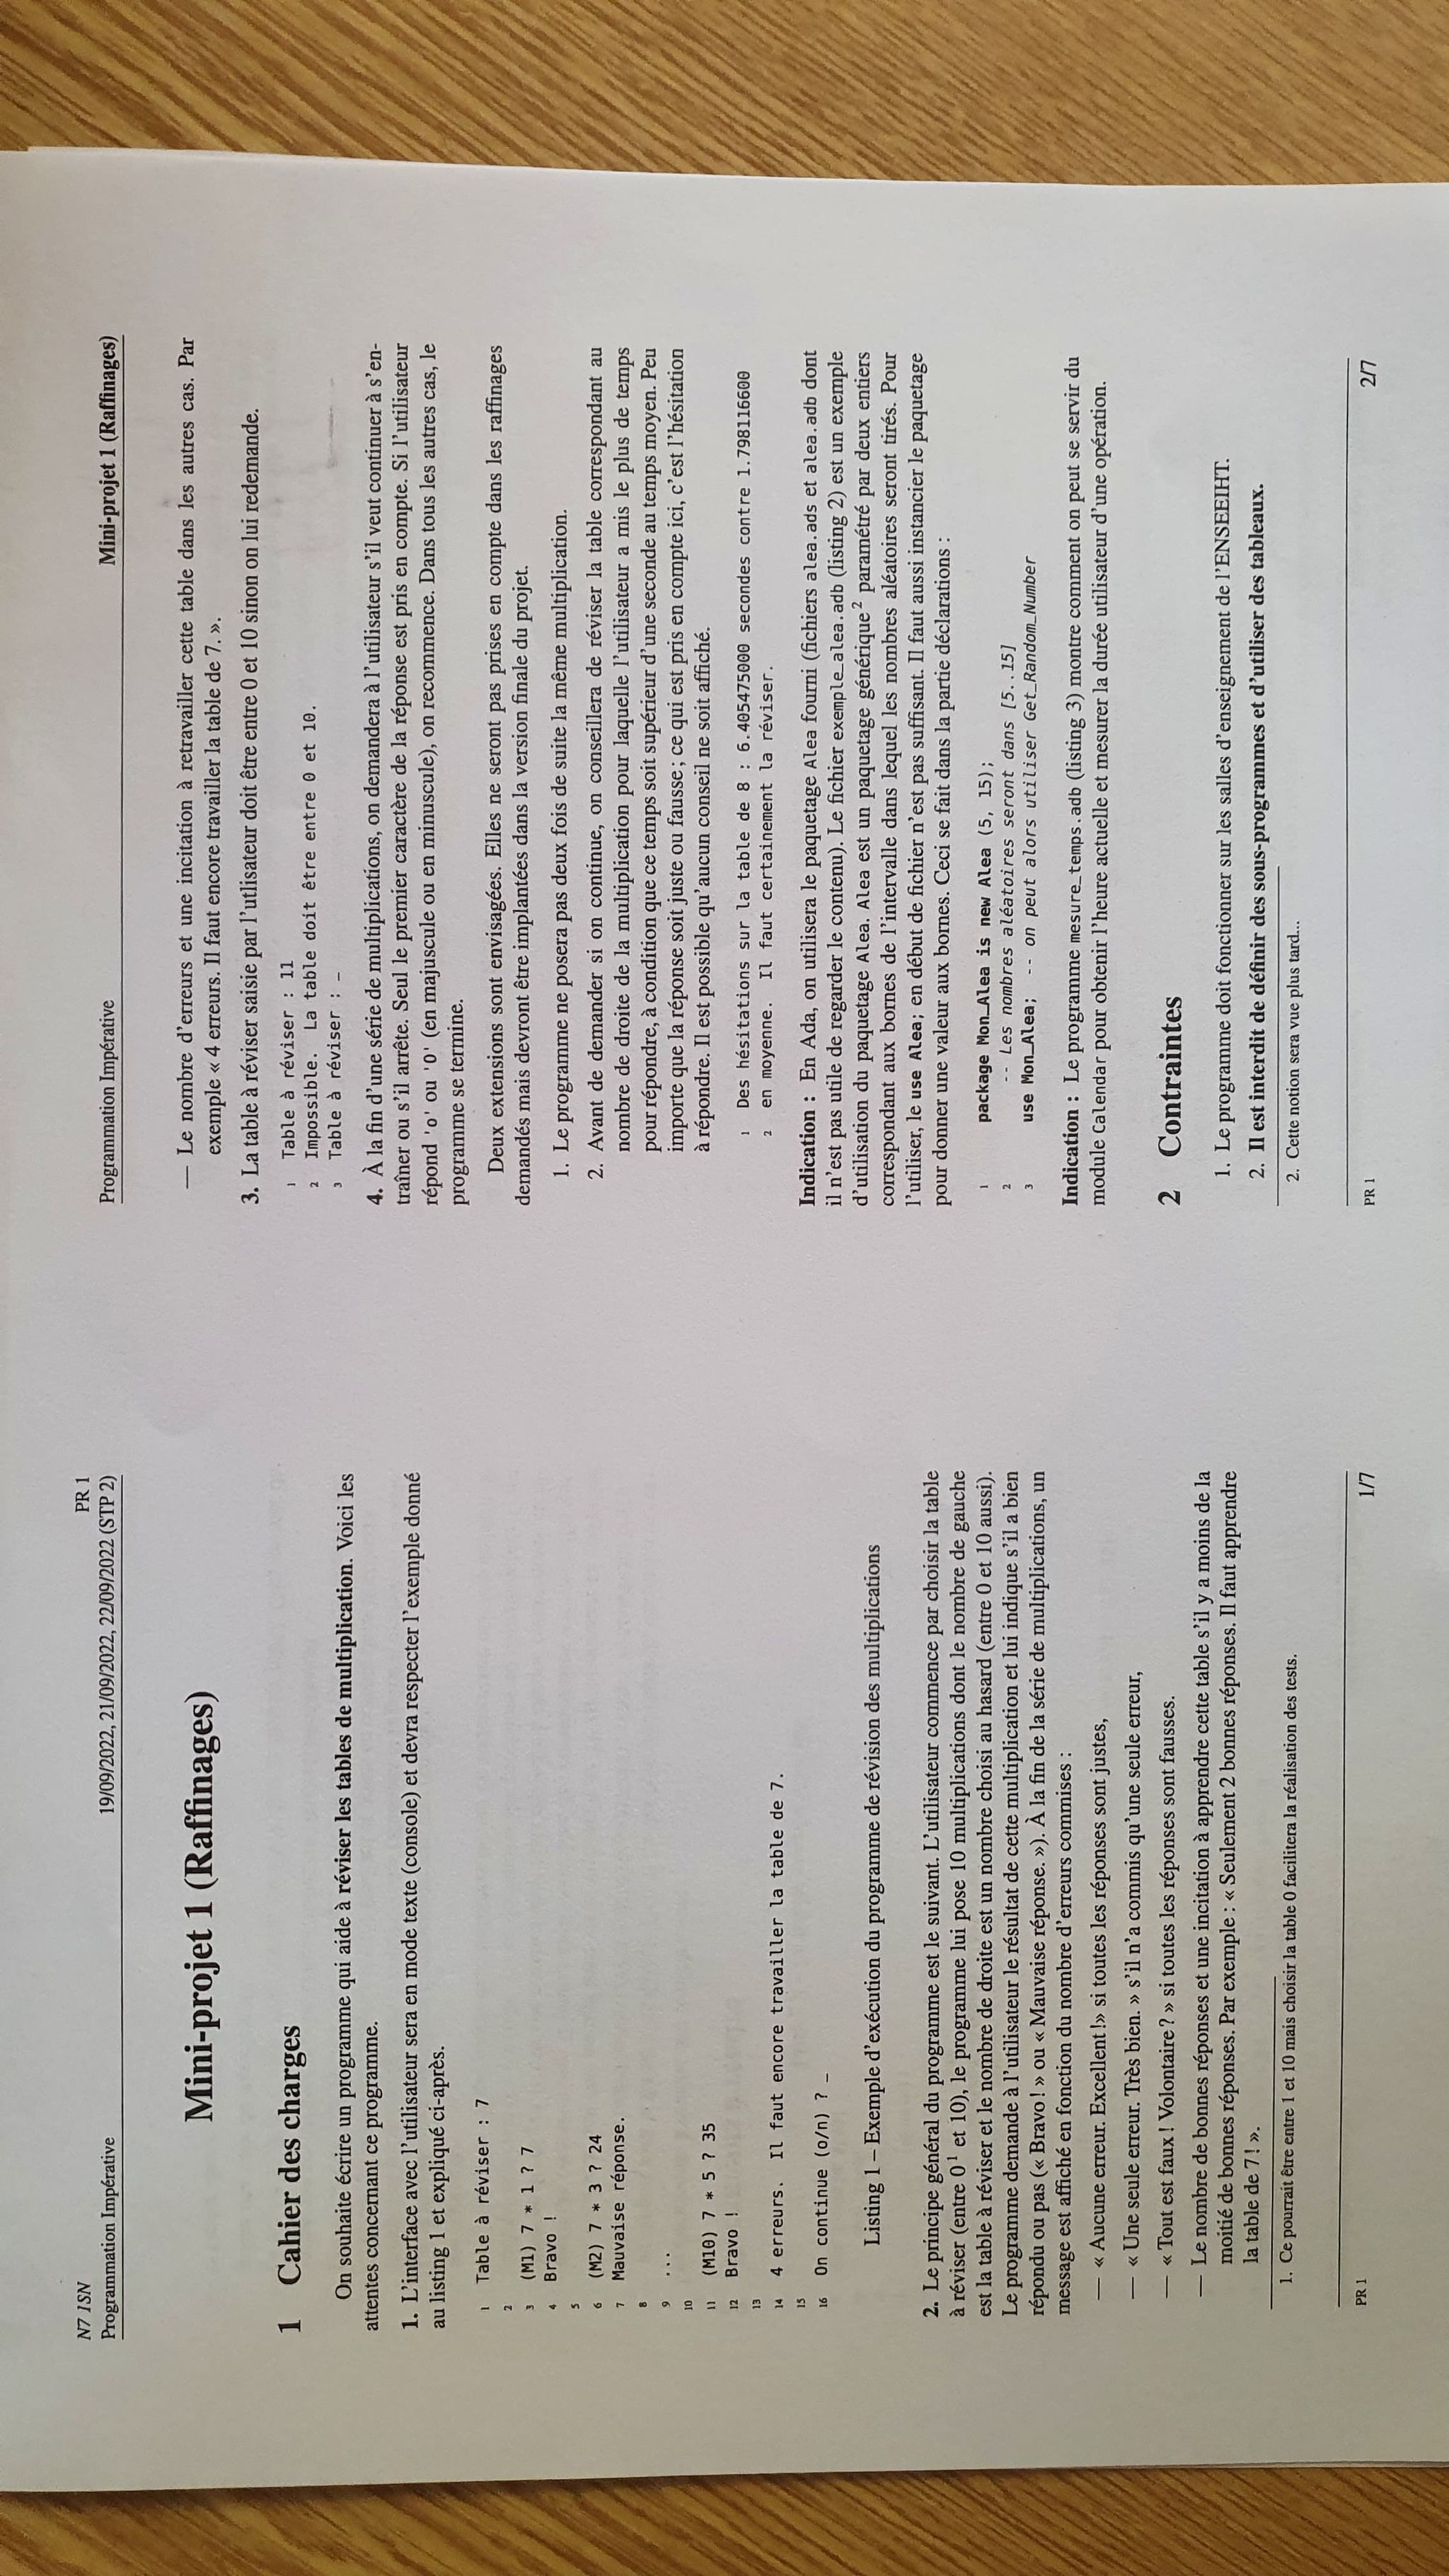 N7 1SN
PR 1
Programmation Impérative
19/09/2022, 21/09/2022, 22/09/2022 (STP 2)
Mini-projet 1 (Raffinages)
1 Cahier des charges
On souhaite écrire un programme qui aide à réviser les tables de multiplication. Voici les
attentes concernant ce programme.
1. L'interface avec l'utilisateur sera en mode texte (console) et devra respecter l'exemple donné
au listing 1 et expliqué ci-après.
1 Table à réviser : 7
2
3 (M1) 7 * 1 ? 7
4 Bravo !
5
6 (M2) 7 * 3 ? 24
7 Mauvaise réponse.
8
9 ...
10
11 (M10) 7 * 5 ? 35
12 Bravo !
13
14 4 erreurs. Il faut encore travailler la table de 7.
15
16 On continue (o/n) ? _
Listing 1 – Exemple d'exécution du programme de révision des multiplications
2. Le principe général du programme est le suivant. L'utilisateur commence par choisir la table
à réviser (entre 0 1 et 10), le programme lui pose 10 multiplications dont le nombre de gauche
est la table à réviser et le nombre de droite est un nombre choisi au hasard (entre 0 et 10 aussi).
Le programme demande à l'utilisateur le résultat de cette multiplication et lui indique s'il a bien
répondu ou pas (« Bravo ! » ou « Mauvaise réponse. »). À la fin de la série de multiplications, un
message est affiché en fonction du nombre d'erreurs commises :
— « Aucune erreur. Excellent !» si toutes les réponses sont justes,
— « Une seule erreur. Très bien. » s'il n'a commis qu'une seule erreur,
— « Tout est faux ! Volontaire ? » si toutes les réponses sont fausses.
— Le nombre de bonnes réponses et une incitation à apprendre cette table s'il y a moins de la
moitié de bonnes réponses. Par exemple : « Seulement 2 bonnes réponses. Il faut apprendre
la table de 7 ! ».
1. Ce pourrait être entre 1 et 10 mais choisir la table 0 facilitera la réalisation des tests.
PR 1
1/7
Programmation Impérative
Mini-projet 1 (Raffinages)
— Le nombre d'erreurs et une incitation à retravailler cette table dans les autres cas. Par
exemple « 4 erreurs. Il faut encore travailler la table de 7. ».
3. La table à réviser saisie par l'utlisateur doit être entre 0 et 10 sinon on lui redemande.
1 Table à réviser : 11
2 Impossible. La table doit être entre 0 et 10.
3 Table à réviser : _
4. À la fin d'une série de multiplications, on demandera à l'utilisateur s'il veut continuer à s'en-
traîner ou s'il arrête. Seul le premier caractère de la réponse est pris en compte. Si l'utilisateur
répond 'o' ou 'O' (en majuscule ou en minuscule), on recommence. Dans tous les autres cas, le
programme se termine.
Deux extensions sont envisagées. Elles ne seront pas prises en compte dans les raffinages
demandés mais devront être implantées dans la version finale du projet.
1. Le programme ne posera pas deux fois de suite la même multiplication.
2. Avant de demander si on continue, on conseillera de réviser la table correspondant au
nombre de droite de la multiplication pour laquelle l'utilisateur a mis le plus de temps
pour répondre, à condition que ce temps soit supérieur d'une seconde au temps moyen. Peu
importe que la réponse soit juste ou fausse ; ce qui est pris en compte ici, c'est l'hésitation
à répondre. Il est possible qu'aucun conseil ne soit affiché.
1 Des hésitations sur la table de 8 : 6.405475000 secondes contre 1.798116600
2 en moyenne. Il faut certainement la réviser.
Indication : En Ada, on utilisera le paquetage Alea fourni (fichiers alea.ads et alea.adb dont
il n'est pas utile de regarder le contenu). Le fichier exemple_alea.adb (listing 2) est un exemple
d'utilisation du paquetage Alea. Alea est un paquetage générique 2 paramétré par deux entiers
correspondant aux bornes de l'intervalle dans lequel les nombres aléatoires seront tirés. Pour
l'utiliser, le use Alea; en début de fichier n'est pas suffisant. Il faut aussi instancier le paquetage
pour donner une valeur aux bornes. Ceci se fait dans la partie déclarations :
1 package Mon_Alea is new Alea (5, 15);
2 -- Les nombres aléatoires seront dans [5..15]
3 use Mon_Alea; -- on peut alors utiliser Get_Random_Number
Indication : Le programme mesure_temps.adb (listing 3) montre comment on peut se servir du
module Calendar pour obtenir l'heure actuelle et mesurer la durée utilisateur d'une opération.
2 Contraintes
1. Le programme doit fonctionner sur les salles d'enseignement de l'ENSEEIHT.
2. Il est interdit de définir des sous-programmes et d'utiliser des tableaux.
2. Cette notion sera vue plus tard...
PR 1
2/7